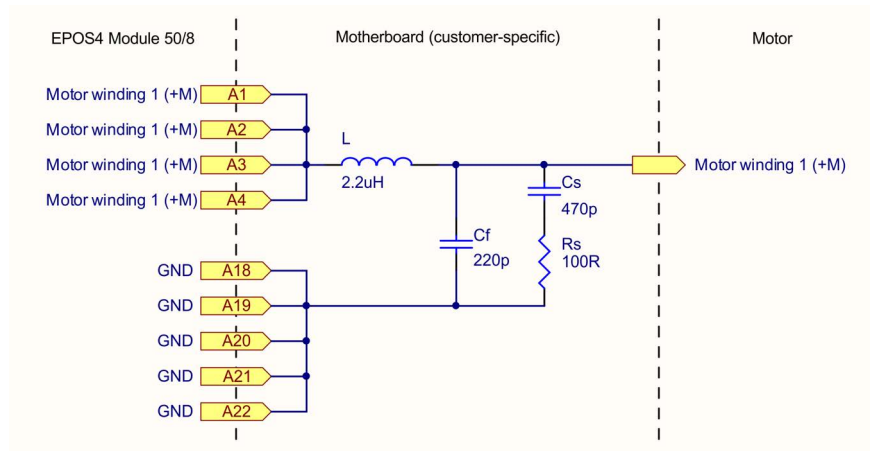 EPOS4 Module 50/8
Motherboard (customer-specific)
Motor
Motor winding 1 (+M) A1
Motor winding 1 (+M) A2
Motor winding 1 (+M) A3
Motor winding 1 (+M) A4
L
2.2uH
Motor winding 1 (+M)
Cs
470p
Cf
220p
Rs
100R
GND A18
GND A19
GND A20
GND A21
GND A22